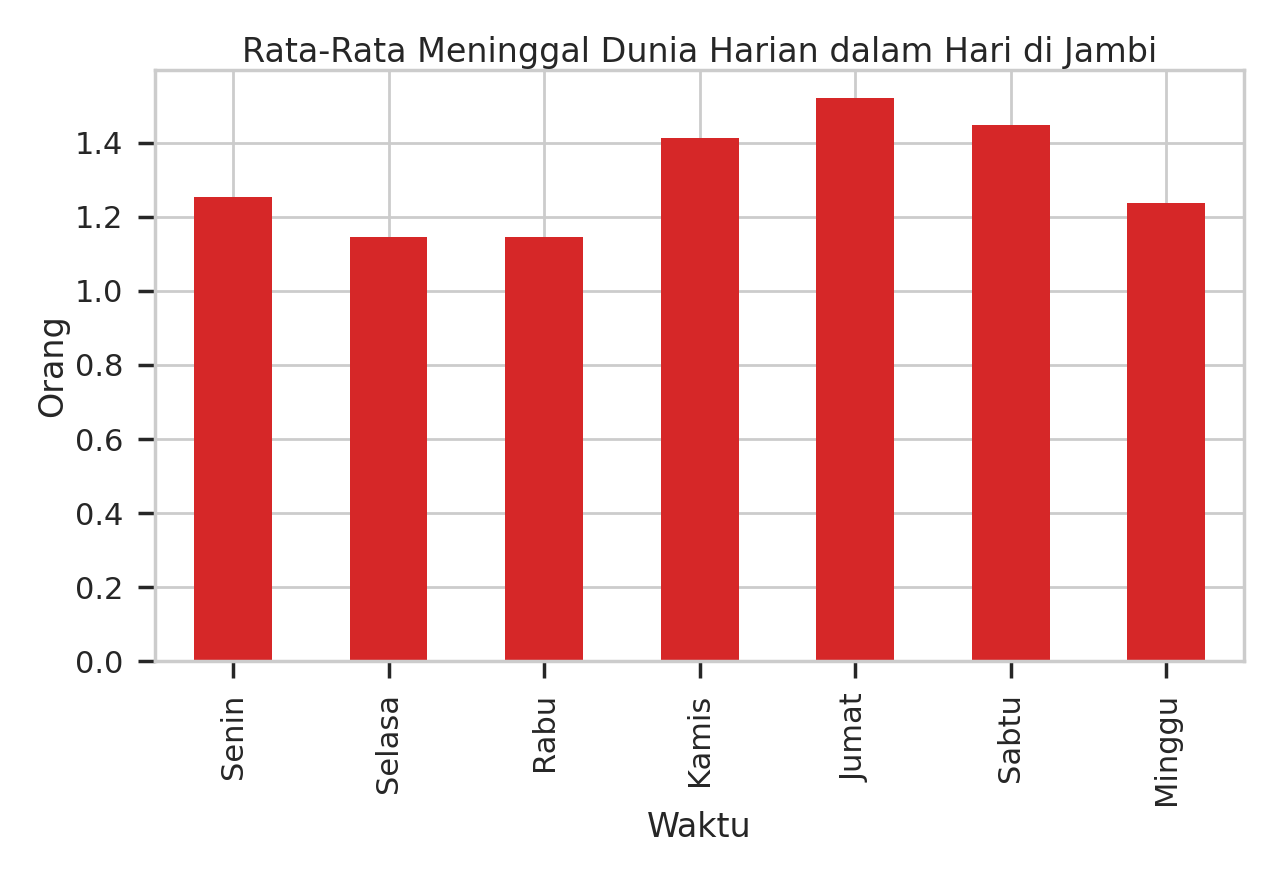 Rata-Rata Meninggal Dunia Harian dalam Hari di Jambi
1.4
1.2
1.0
0.8
0.6
0.4
0.2
0.0
Orang
Senin
Selasa
Rabu
Kamis
Jumat
Sabtu
Minggu
Waktu